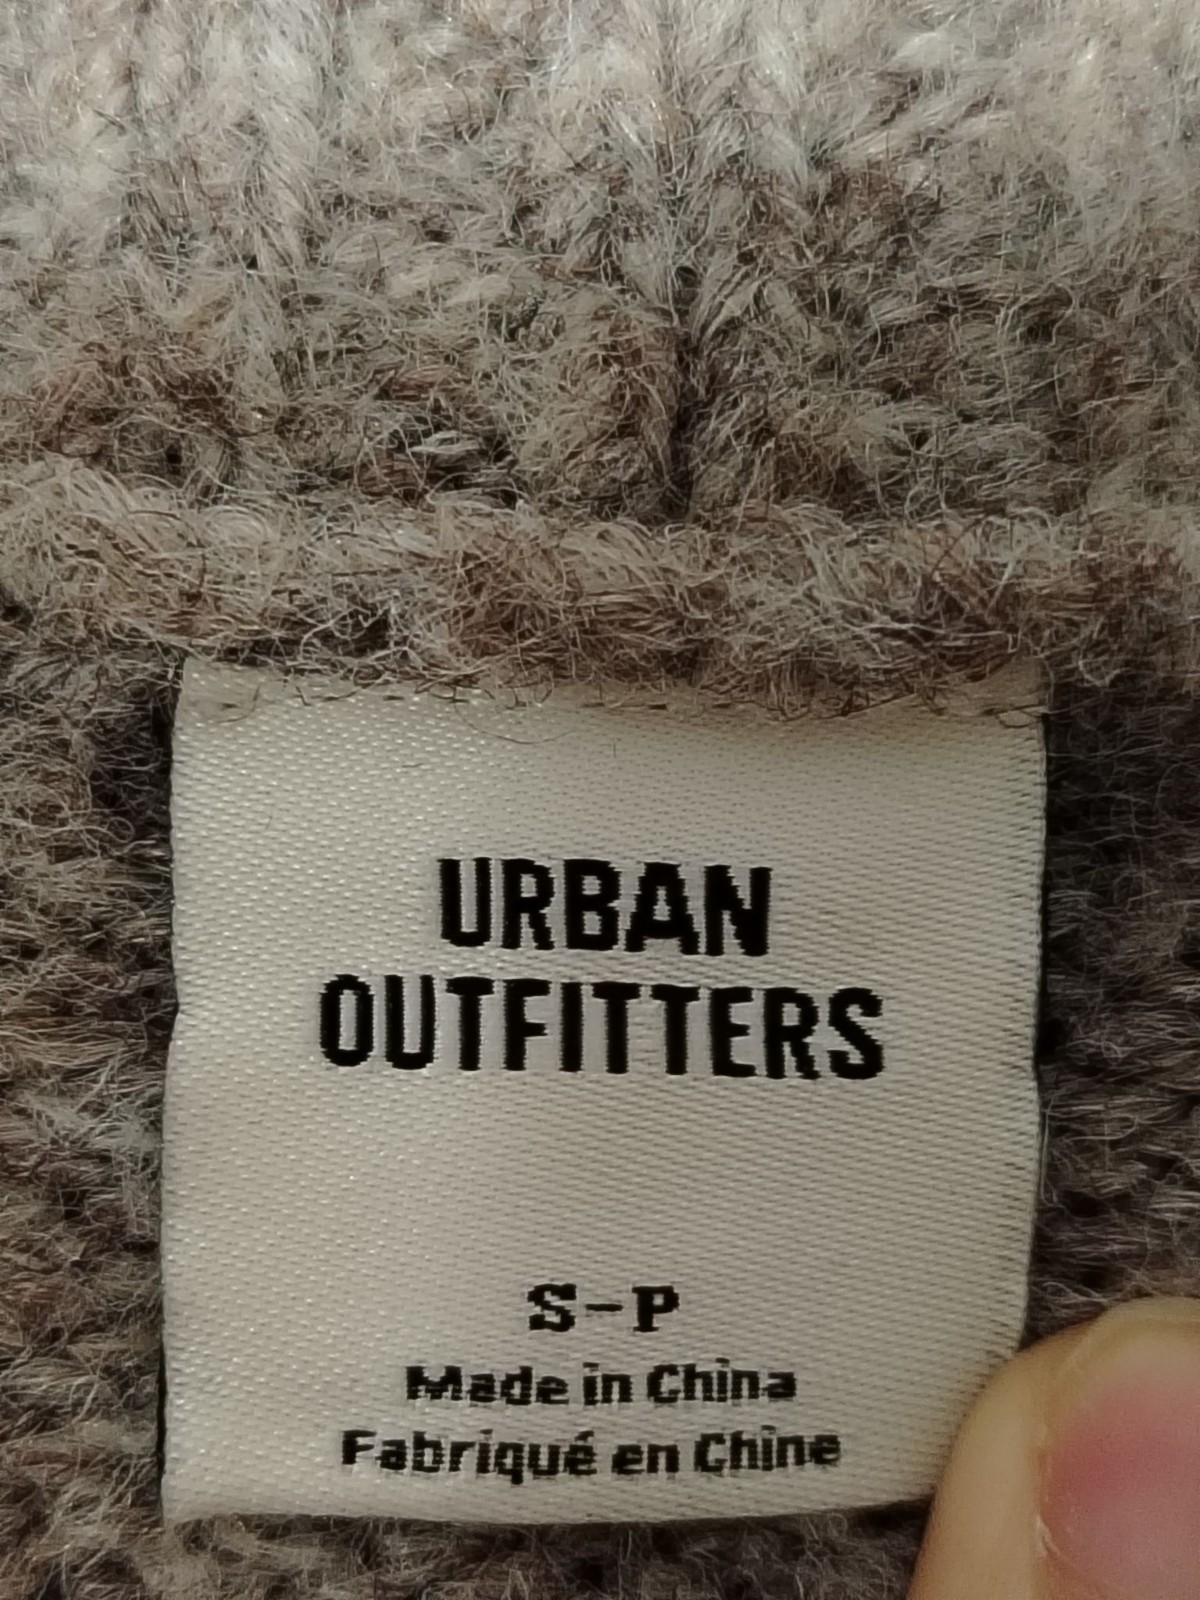 URBAN
OUTFITTERS
S-P
Made in China
Fabriqué en Chine